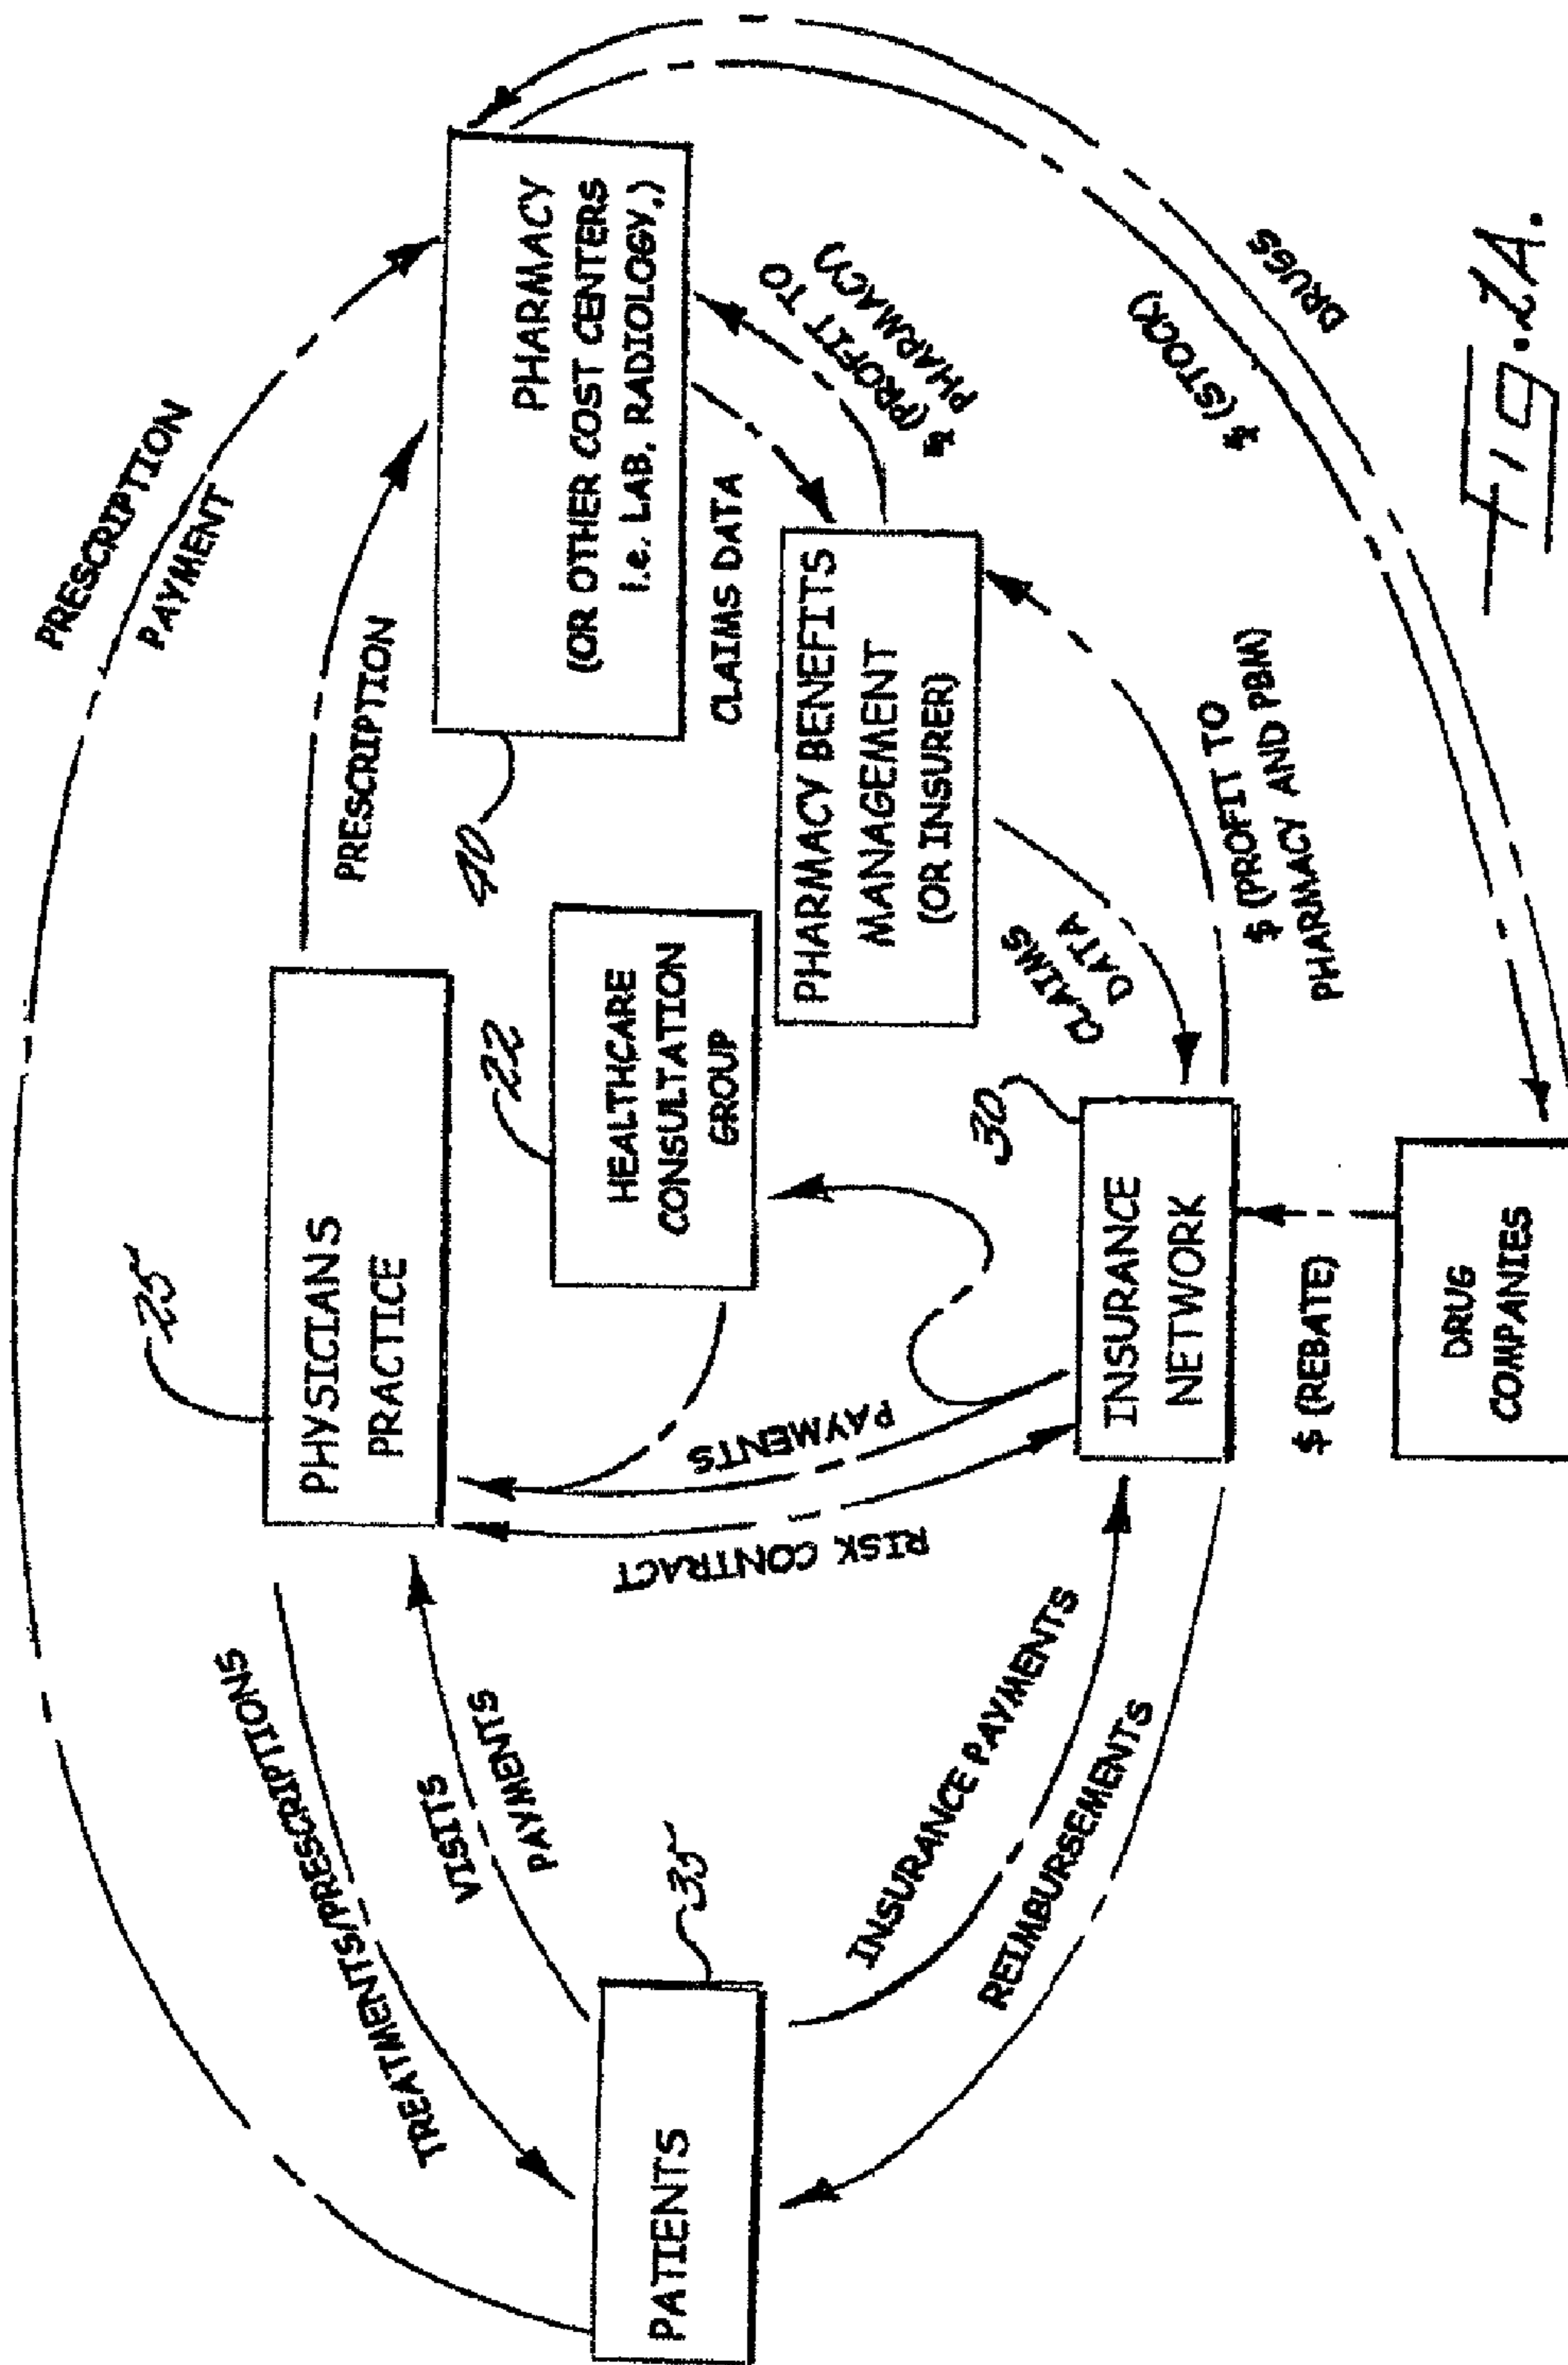 PRESCRIPTION
PAYMENT
25
PHYSICIANS
PRACTICE
PRESCRIPTION
TREATMENTS/PRESCRIPTIONS
VISITS
PAYMENTS
40
PHARMACY
(OR OTHER COST CENTERS
i.e. LAB, RADIOLOGY,)
22
HEALTHCARE
CONSULTATION
GROUP
35
PATIENTS
CLAIMS DATA
$ (PROFIT TO
PHARMACY)
PHARMACY BENEFITS
MANAGEMENT
(OR INSURER)
PAYMENTS
RISK CONTRACT
CLAIMS
DATA
30
INSURANCE
NETWORK
INSURANCE PAYMENTS
REIMBURSEMENTS
$ (PROFIT TO
PHARMACY AND PBM)
$ (STOCK)
DRUGS
$ (REBATE)
DRUG
COMPANIES
Fig. 1A.